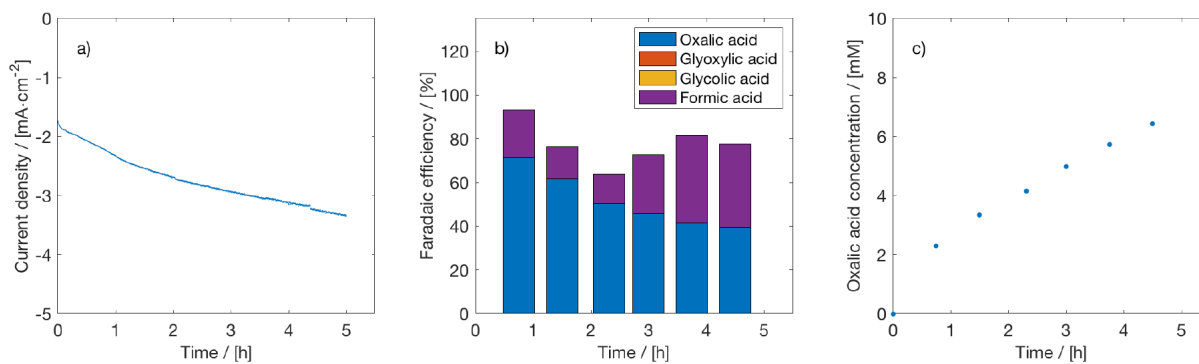 a)
0
-1
-2
-3
-4
-5
Current density / [mA·cm⁻²]
0 1 2 3 4 5
Time / [h]
b)
Oxalic acid
Glyoxylic acid
Glycolic acid
Formic acid
120
100
80
60
40
20
0
Faradaic efficiency / [%]
0 1 2 3 4 5
Time / [h]
c)
10
8
6
4
2
0
Oxalic acid concentration / [mM]
0 1 2 3 4 5
Time / [h]